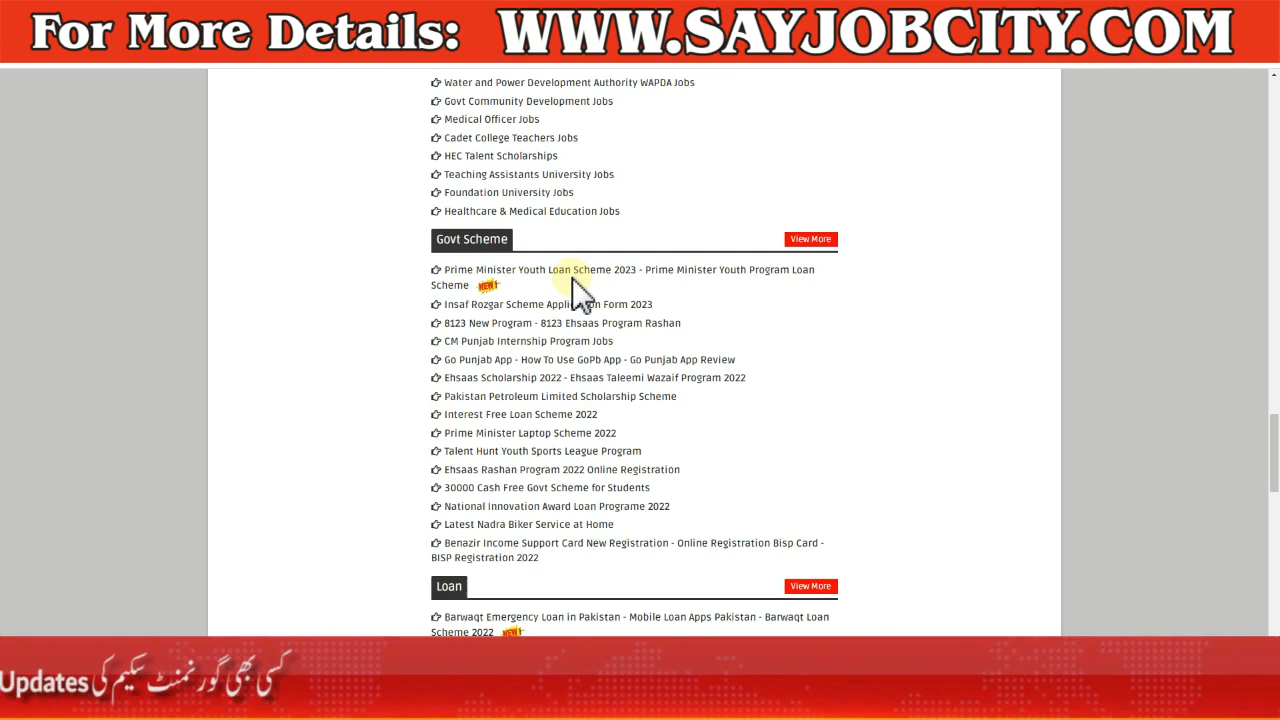 For More Details: WWW.SAYJOBCITY.COM
Water and Power Development Authority WAPDA Jobs
Govt Community Development Jobs
Medical Officer Jobs
Cadet College Teachers Jobs
HEC Talent Scholarships
Teaching Assistants University Jobs
Foundation University Jobs
Healthcare & Medical Education Jobs
Govt Scheme View More
Prime Minister Youth Loan Scheme 2023 - Prime Minister Youth Program Loan
Scheme NEW!
Insaf Rozgar Scheme Application Form 2023
8123 New Program - 8123 Ehsaas Program Rashan
CM Punjab Internship Program Jobs
Go Punjab App - How To Use GoPb App - Go Punjab App Review
Ehsaas Scholarship 2022 - Ehsaas Taleemi Wazaif Program 2022
Pakistan Petroleum Limited Scholarship Scheme
Interest Free Loan Scheme 2022
Prime Minister Laptop Scheme 2022
Talent Hunt Youth Sports League Program
Ehsaas Rashan Program 2022 Online Registration
30000 Cash Free Govt Scheme for Students
National Innovation Award Loan Programe 2022
Latest Nadra Biker Service at Home
Benazir Income Support Card New Registration - Online Registration Bisp Card -
BISP Registration 2022
Loan View More
Barwaqt Emergency Loan in Pakistan - Mobile Loan Apps Pakistan - Barwaqt Loan
Scheme 2022 NEW!
کسی بھی گورنمنٹ سکیم کی Updates